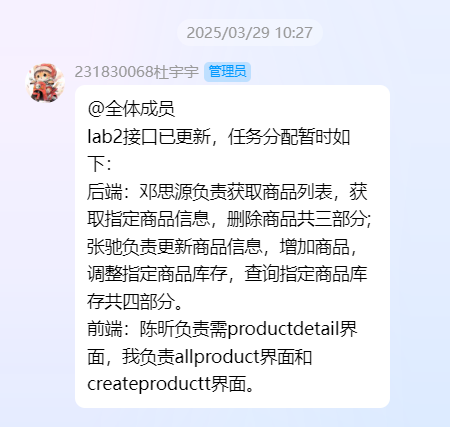 2025/03/29 10:27
231830068杜宇宇 管理员
@全体成员
lab2接口已更新，任务分配暂时如
下：
后端：邓思源负责获取商品列表，获
取指定商品信息，删除商品共三部分;
张驰负责更新商品信息，增加商品，
调整指定商品库存，查询指定商品库
存共四部分。
前端：陈昕负责需productdetail界
面，我负责allproduct界面和
createproductt界面。